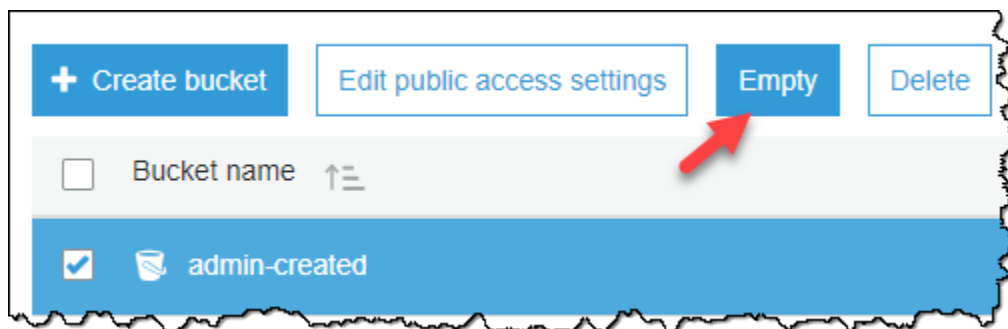 Create bucket Edit public access settings Empty Delete
Bucket name
admin-created